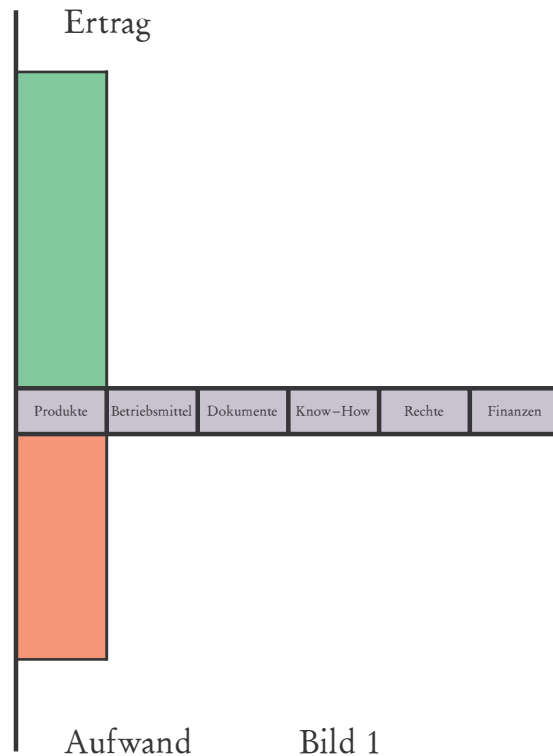 Ertrag
Produkte Betriebsmittel Dokumente Know-How Rechte Finanzen
Aufwand Bild 1